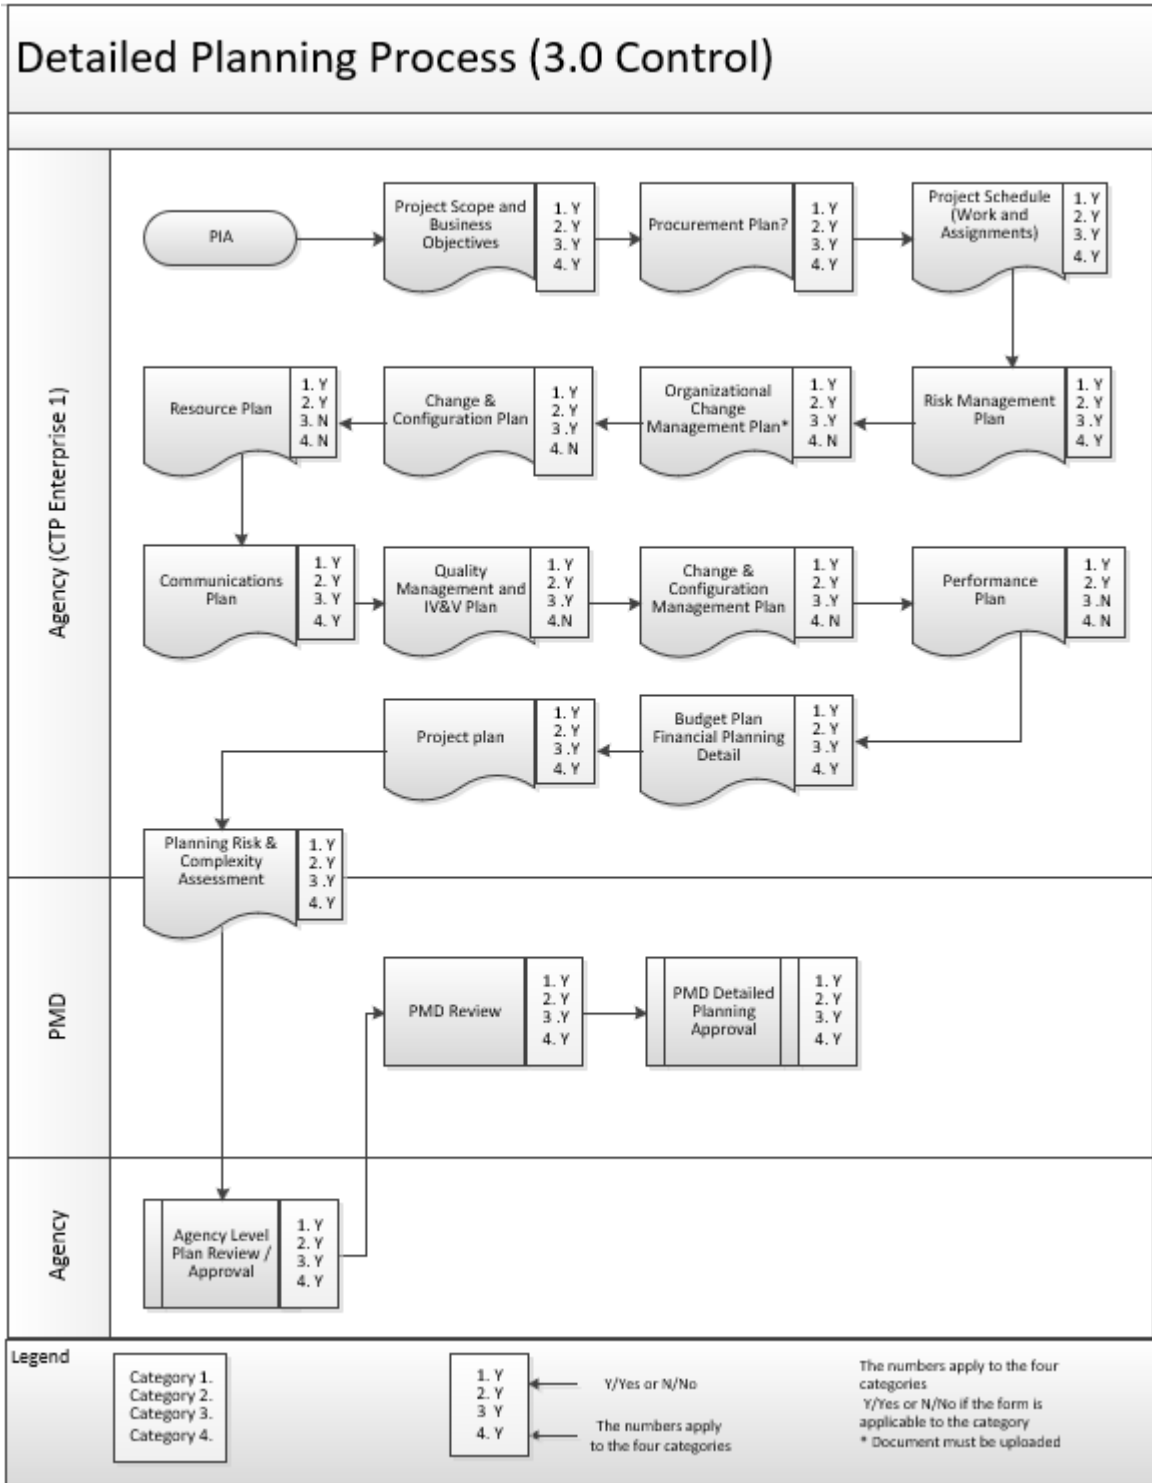 Detailed Planning Process (3.0 Control)
Agency (CTP Enterprise 1)
PIA
Project Scope and
Business
Objectives
1. Y
2. Y
3. Y
4. Y
Procurement Plan?
1. Y
2. Y
3. Y
4. Y
Project Schedule
(Work and
Assignments)
1. Y
2. Y
3. Y
4. Y
Resource Plan
1. Y
2. Y
3. N
4. N
Change &
Configuration Plan
1. Y
2. Y
3 .Y
4. N
Organizational
Change
Management Plan*
1. Y
2. Y
3 .Y
4. N
Risk Management
Plan
1. Y
2. Y
3 .Y
4. Y
Communications
Plan
1. Y
2. Y
3. Y
4. Y
Quality
Management and
IV&V Plan
1. Y
2. Y
3 .Y
4.N
Change &
Configuration
Management Plan
1. Y
2. Y
3 .Y
4. N
Performance
Plan
1. Y
2. Y
3 .N
4. N
Project plan
1. Y
2. Y
3 .Y
4. Y
Budget Plan
Financial Planning
Detail
1. Y
2. Y
3 .Y
4. Y
Planning Risk &
Complexity
Assessment
1. Y
2. Y
3 .Y
4. Y
PMD
PMD Review
1. Y
2. Y
3 .Y
4. Y
PMD Detailed
Planning
Approval
1. Y
2. Y
3. Y
4. Y
Agency
Agency Level
Plan Review /
Approval
1. Y
2. Y
3. Y
4. Y
Legend
Category 1.
Category 2.
Category 3.
Category 4.
1. Y
2. Y
3 Y
4. Y
Y/Yes or N/No
The numbers apply
to the four categories
The numbers apply to the four
categories
Y/Yes or N/No if the form is
applicable to the category
* Document must be uploaded